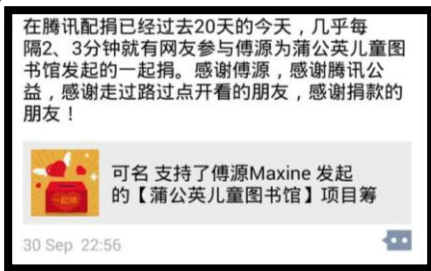 在腾讯配捐已经过去20天的今天，几乎每
隔2、3分钟就有网友参与傅源为蒲公英儿童图
书馆发起的一起捐。感谢傅源，感谢腾讯公
益，感谢走过路过点开看的朋友，感谢捐款的
朋友！
一起捐
可名 支持了傅源Maxine 发起
的【蒲公英儿童图书馆】项目筹
30 Sep 22:56